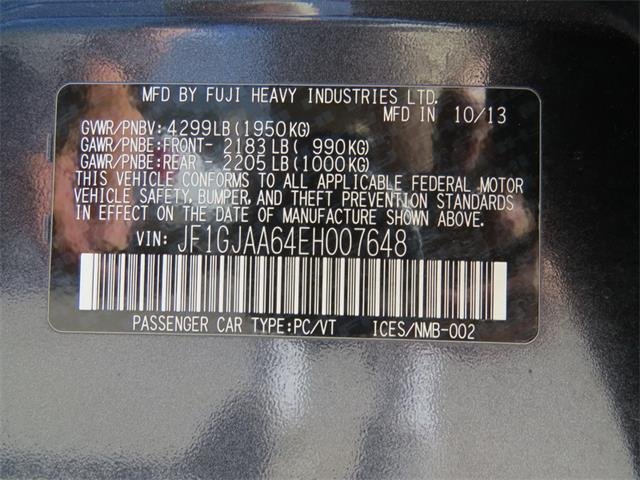 MFD BY FUJI HEAVY INDUSTRIES LTD.
MFD IN 10/13
GVWR/PNBV: 4299LB(1950KG)
GAWR/PNBE:FRONT- 2183LB( 990KG)
GAWR/PNBE:REAR - 2205LB(1000KG)
THIS VEHICLE CONFORMS TO ALL APPLICABLE FEDERAL MOTOR
VEHICLE SAFETY, BUMPER, AND THEFT PREVENTION STANDARDS
IN EFFECT ON THE DATE OF MANUFACTURE SHOWN ABOVE.
VIN: JF1GJAA64EH007648
PASSENGER CAR TYPE:PC/VT ICES/NMB-002